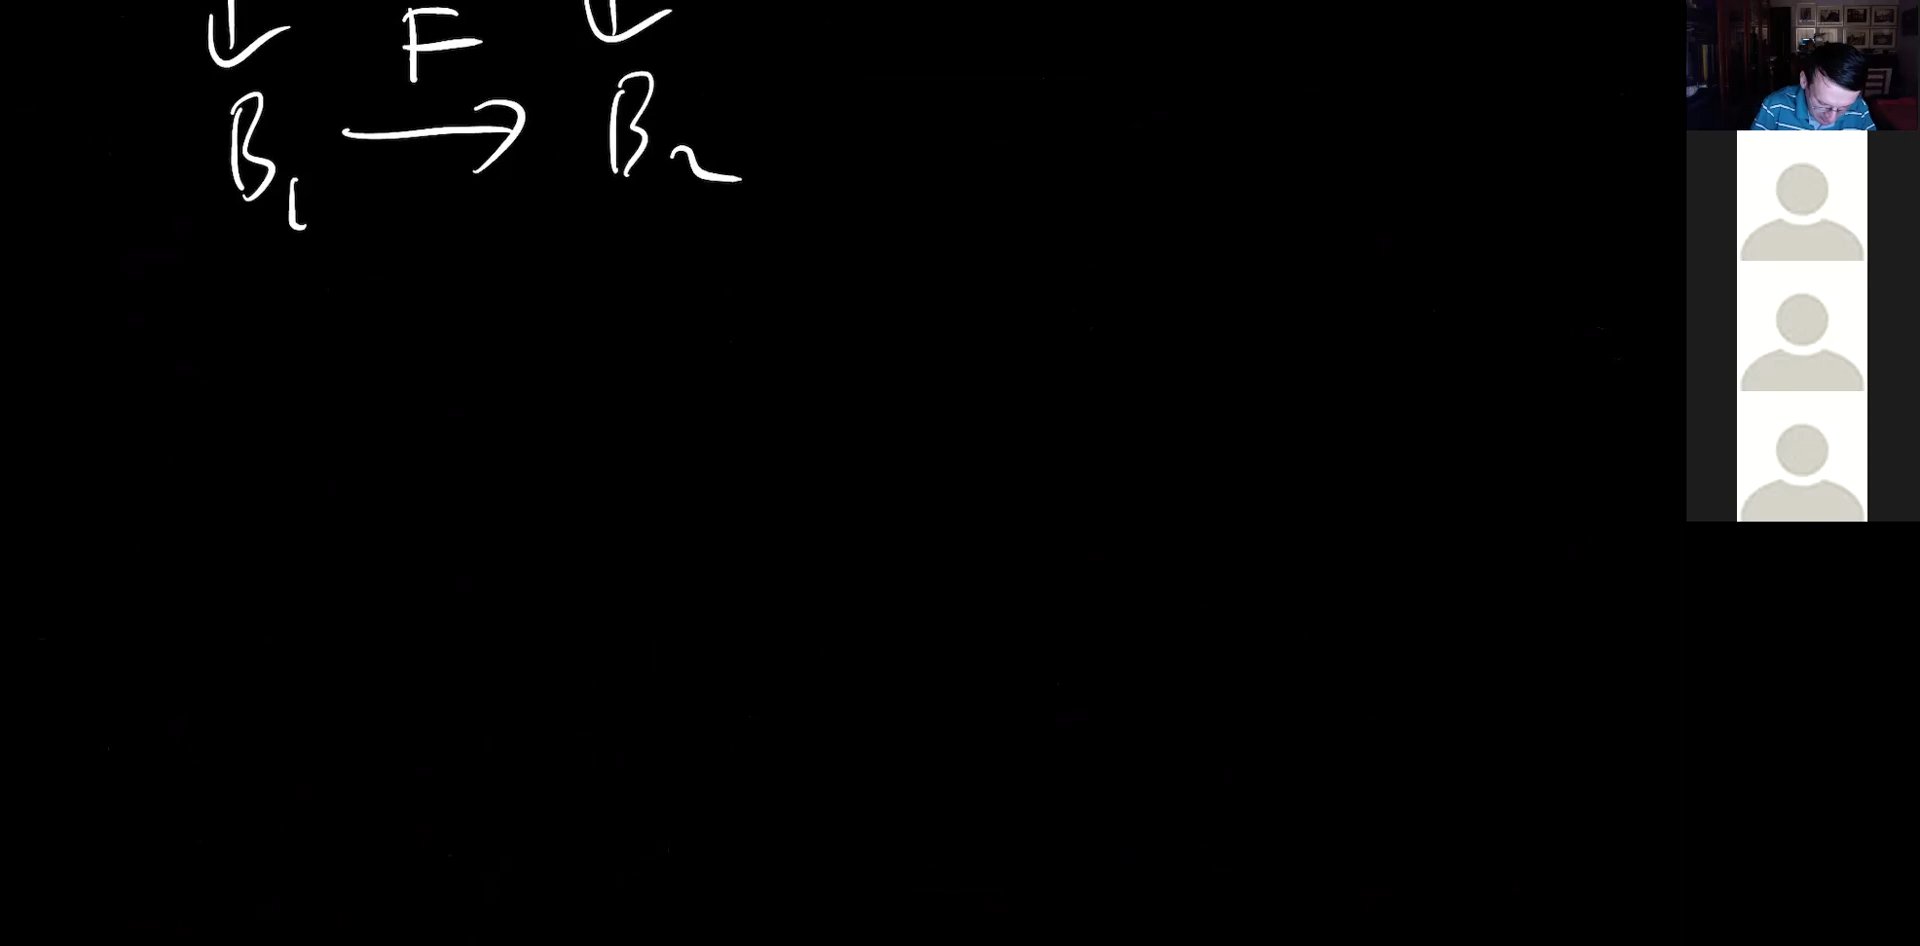 ↓ F ↓
B₁ → B₂